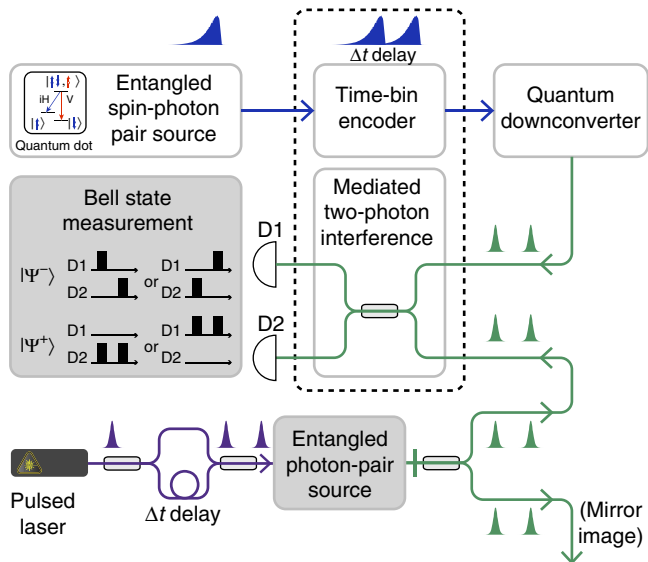 Δt delay
Entangled
spin-photon
pair source
|⇓⇑,⇑⟩
iH V
|⇑⟩ |⇓⟩
Quantum dot
Time-bin
encoder
Quantum
downconverter
Bell state
measurement
|Ψ⁻⟩ D1 or D1
D2 D2
|Ψ⁺⟩ D1 or D1
D2 D2
D1
D2
Mediated
two-photon
interference
Pulsed
laser
Δt delay
Entangled
photon-pair
source
(Mirror
image)